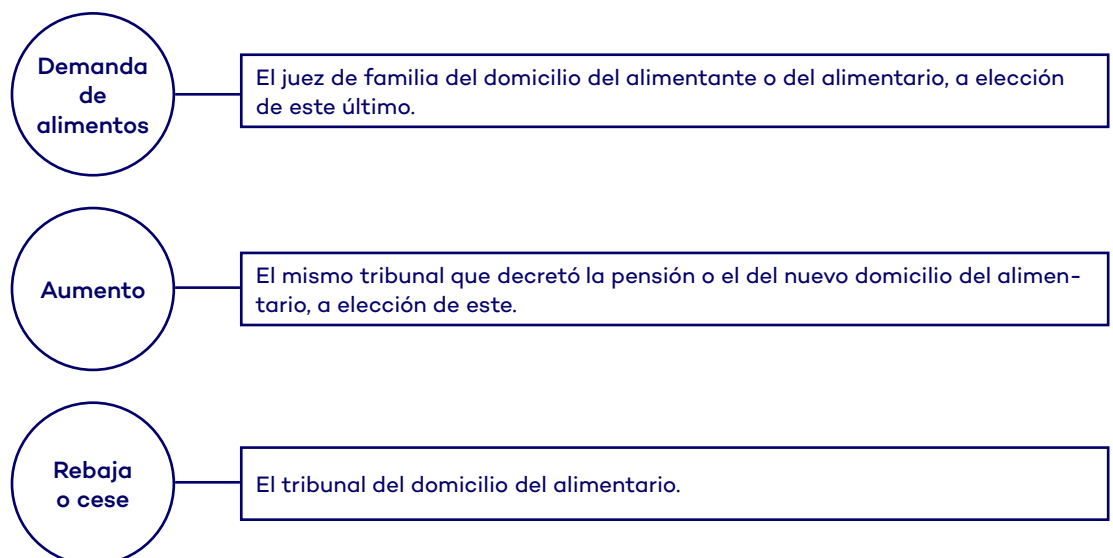 Demanda
de
alimentos
El juez de familia del domicilio del alimentante o del alimentario, a elección
de este último.
Aumento
El mismo tribunal que decretó la pensión o el del nuevo domicilio del alimen-
tario, a elección de este.
Rebaja
o cese
El tribunal del domicilio del alimentario.